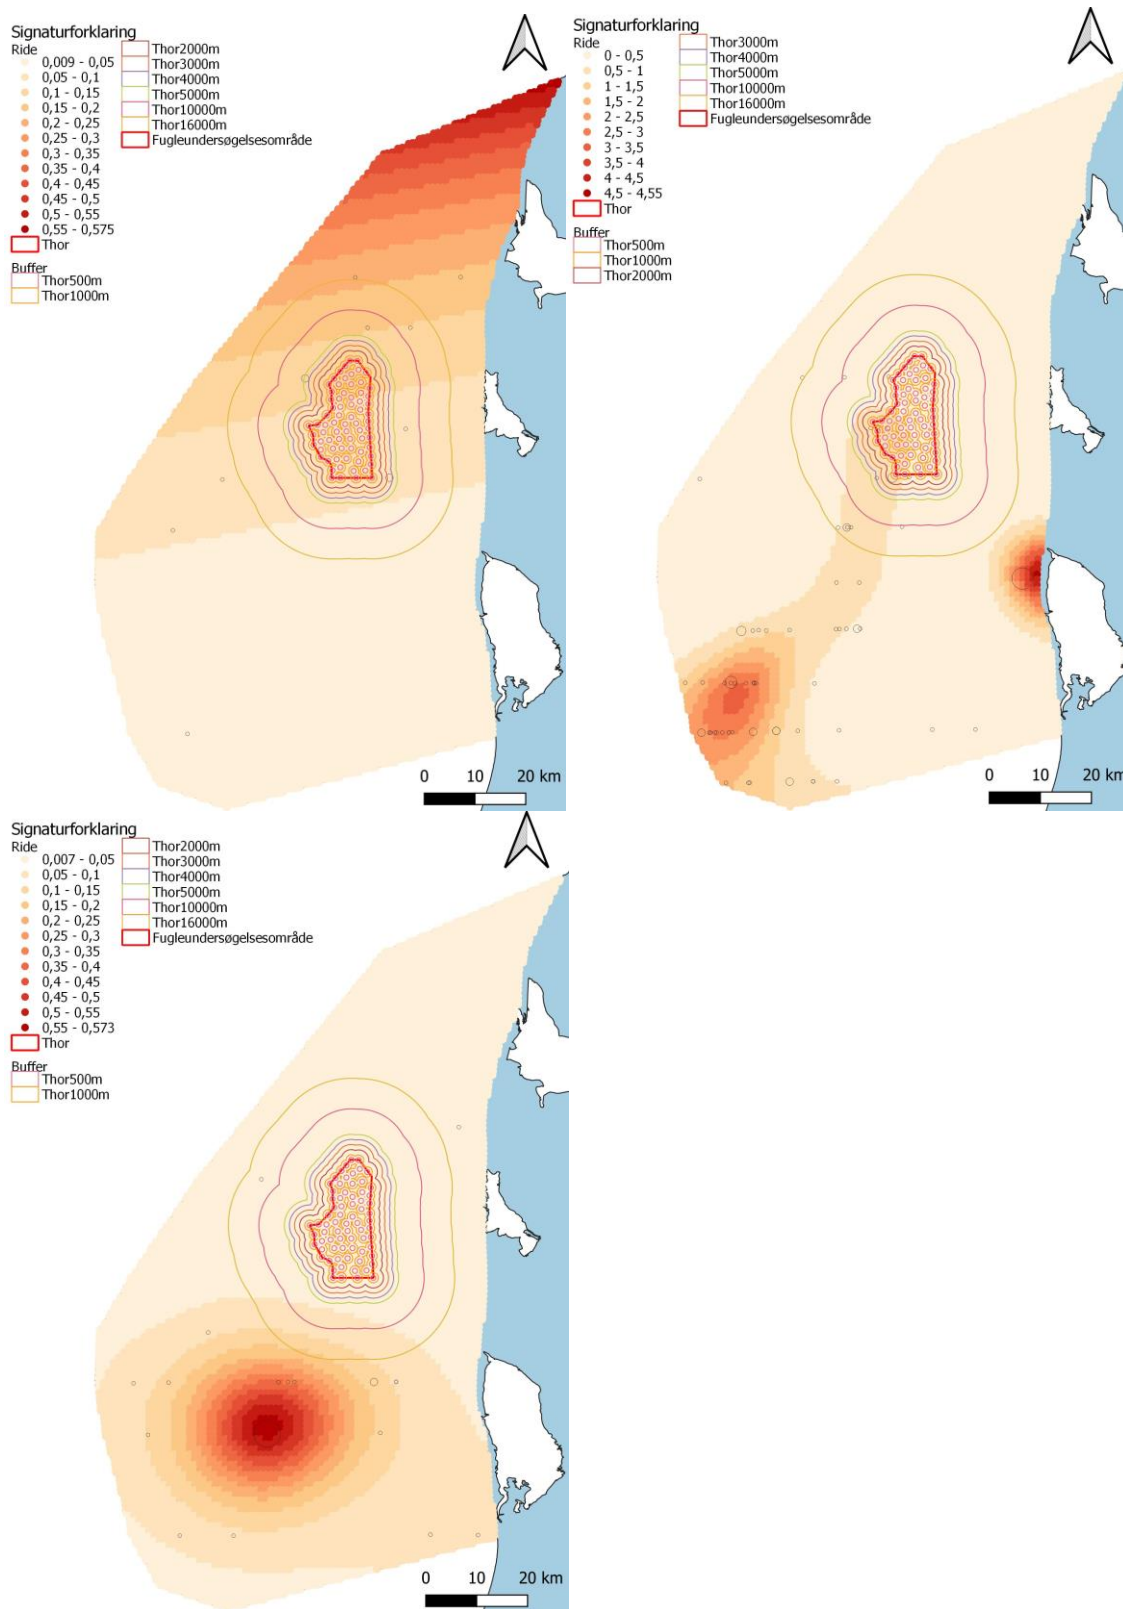 Signaturforklaring
Ride
0,009 - 0,05
0,05 - 0,1
0,1 - 0,15
0,15 - 0,2
0,2 - 0,25
0,25 - 0,3
0,3 - 0,35
0,35 - 0,4
0,4 - 0,45
0,45 - 0,5
0,5 - 0,55
0,55 - 0,575
Thor
Buffer
Thor500m
Thor1000m
Thor2000m
Thor3000m
Thor4000m
Thor5000m
Thor10000m
Thor16000m
Fugleundersøgelsesområde
0 10 20 km
Signaturforklaring
Ride
0 - 0,5
0,5 - 1
1 - 1,5
1,5 - 2
2 - 2,5
2,5 - 3
3 - 3,5
3,5 - 4
4 - 4,5
4,5 - 4,55
Thor
Buffer
Thor500m
Thor1000m
Thor2000m
Thor3000m
Thor4000m
Thor5000m
Thor10000m
Thor16000m
Fugleundersøgelsesområde
0 10 20 km
Signaturforklaring
Ride
0,007 - 0,05
0,05 - 0,1
0,1 - 0,15
0,15 - 0,2
0,2 - 0,25
0,25 - 0,3
0,3 - 0,35
0,35 - 0,4
0,4 - 0,45
0,45 - 0,5
0,5 - 0,55
0,55 - 0,573
Thor
Buffer
Thor500m
Thor1000m
Thor2000m
Thor3000m
Thor4000m
Thor5000m
Thor10000m
Thor16000m
Fugleundersøgelsesområde
0 10 20 km